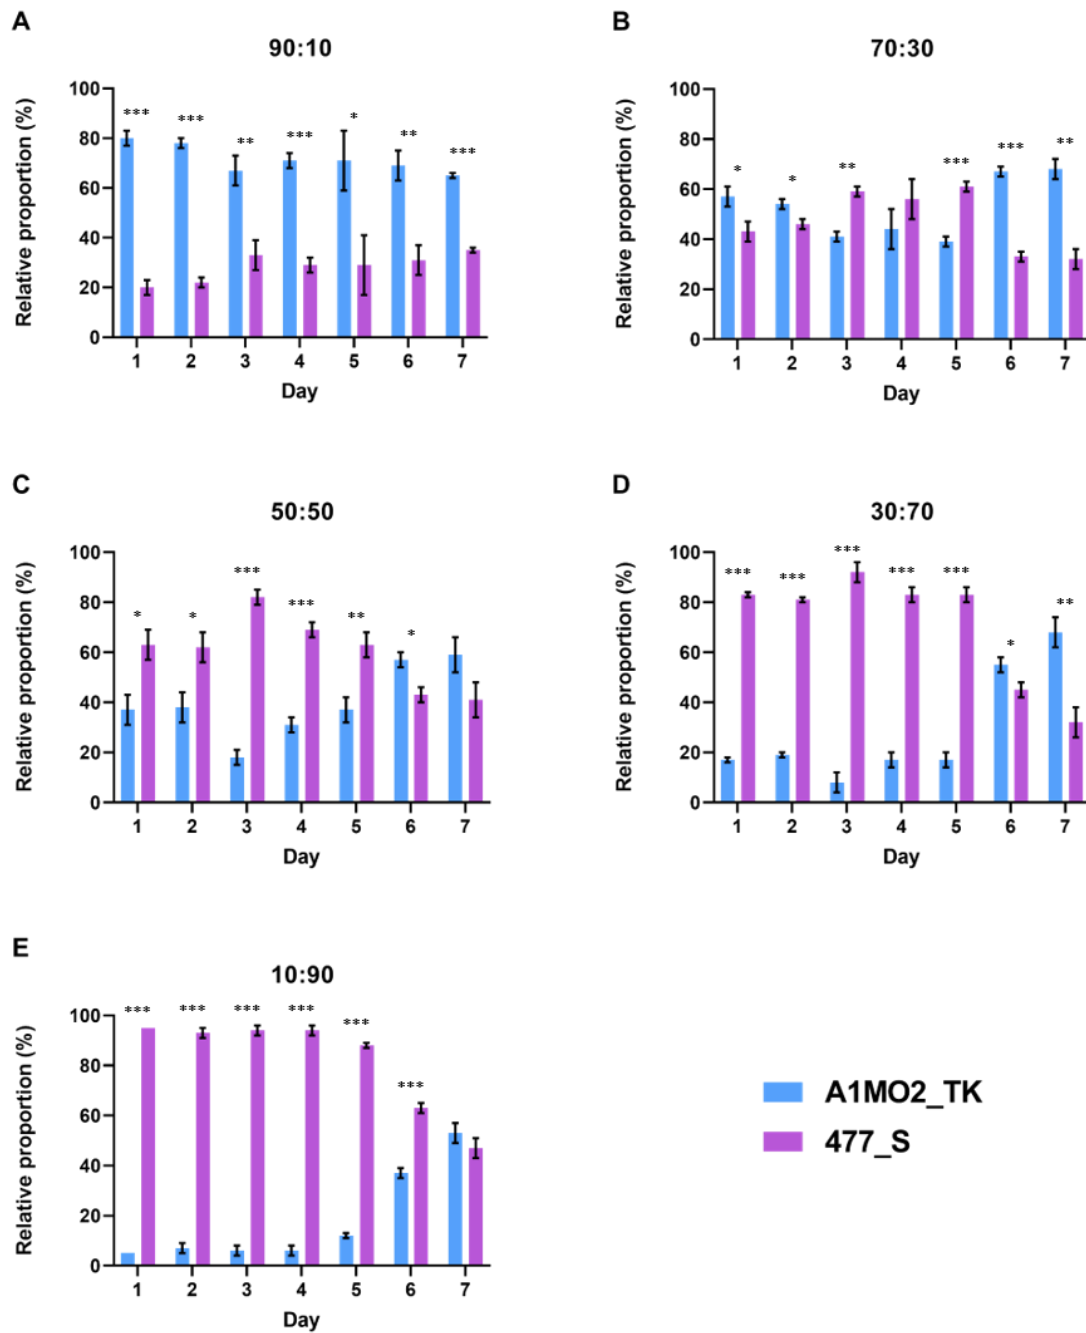 A
90:10
Relative proportion (%)
100
80
60
40
20
0
*** *** ** *** * ** ***
1 2 3 4 5 6 7
Day
B
70:30
Relative proportion (%)
100
80
60
40
20
0
* * ** *** *** **
1 2 3 4 5 6 7
Day
C
50:50
Relative proportion (%)
100
80
60
40
20
0
* * *** *** ** *
1 2 3 4 5 6 7
Day
D
30:70
Relative proportion (%)
100
80
60
40
20
0
*** *** *** *** *** * **
1 2 3 4 5 6 7
Day
E
10:90
Relative proportion (%)
100
80
60
40
20
0
*** *** *** *** *** ***
1 2 3 4 5 6 7
Day
A1MO2_TK
477_S